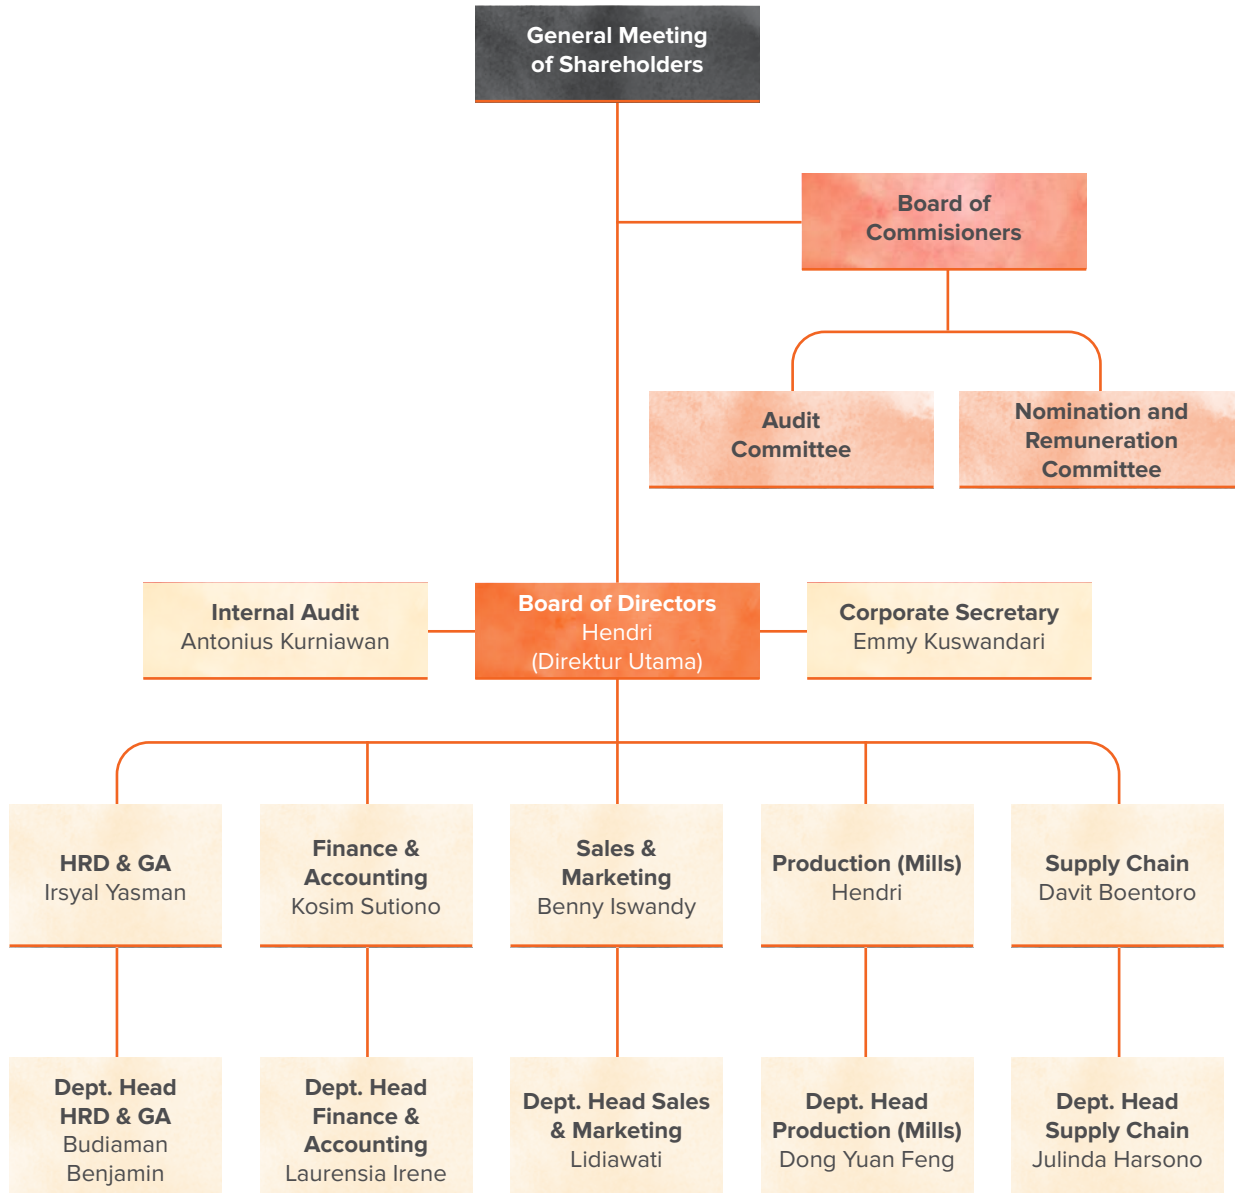 General Meeting
of Shareholders
Board of
Commisioners
Audit
Committee
Nomination and
Remuneration
Committee
Internal Audit
Antonius Kurniawan
Board of Directors
Hendri
(Direktur Utama)
Corporate Secretary
Emmy Kuswandari
HRD & GA
Irsyal Yasman
Finance &
Accounting
Kosim Sutiono
Sales &
Marketing
Benny Iswandy
Production (Mills)
Hendri
Supply Chain
Davit Boentoro
Dept. Head
HRD & GA
Budiaman
Benjamin
Dept. Head
Finance &
Accounting
Laurensia Irene
Dept. Head Sales
& Marketing
Lidiawati
Dept. Head
Production (Mills)
Dong Yuan Feng
Dept. Head
Supply Chain
Julinda Harsono